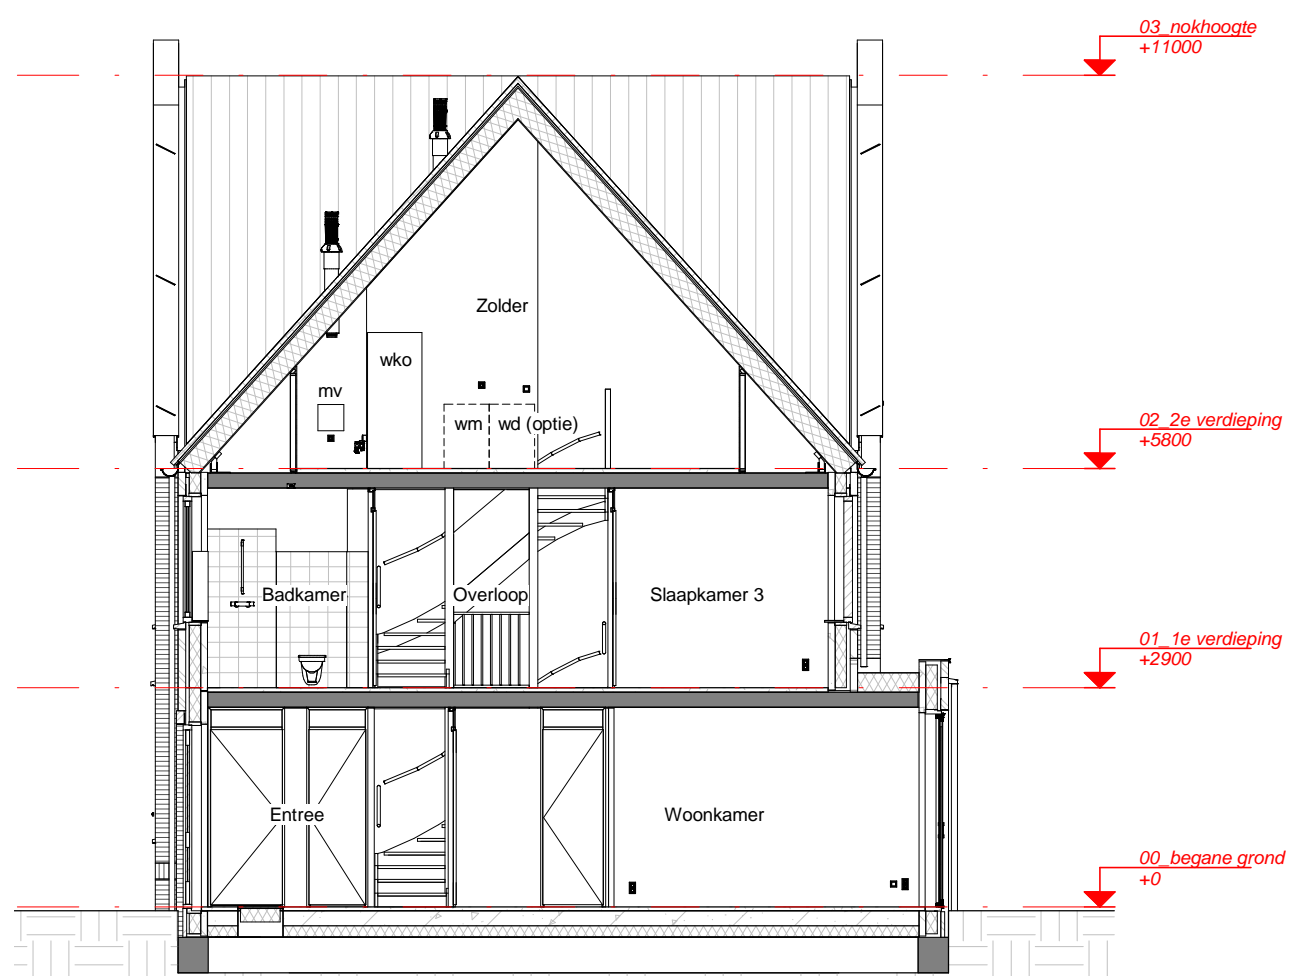 03_nokhoogte
+11000
Zolder
wko
mv
wm
wd (optie)
02_2e verdieping
+5800
Badkamer
Overloop
Slaapkamer 3
01_1e verdieping
+2900
Entree
Woonkamer
00_begane grond
+0